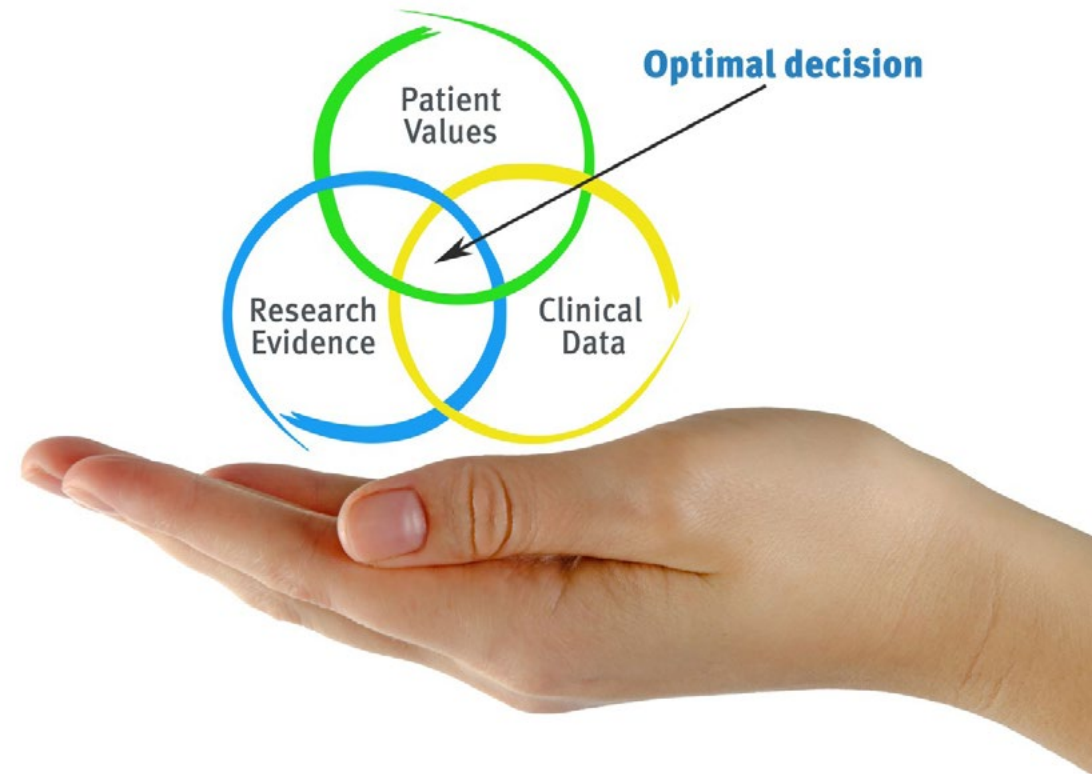 Optimal decision
Patient
Values
Research
Evidence
Clinical
Data